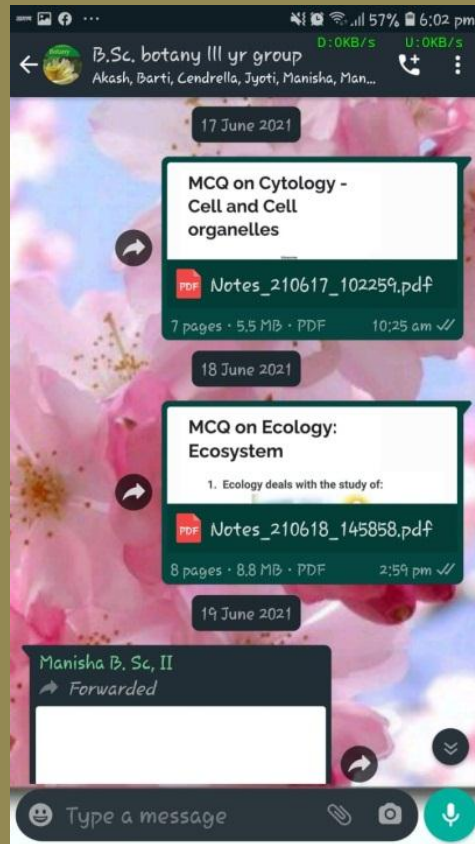 57% 6:02 pm
D:0KB/s U:0KB/s
Botany
B.Sc. botany III yr group
Akash, Barti, Cendrella, Jyoti, Manisha, Man...
17 June 2021
MCQ on Cytology -
Cell and Cell
organelles
PDF Notes_210617_102259.pdf
7 pages • 5.5 MB • PDF 10:25 am
18 June 2021
MCQ on Ecology:
Ecosystem
1. Ecology deals with the study of:
PDF Notes_210618_145858.pdf
8 pages • 8.8 MB • PDF 2:59 pm
19 June 2021
Manisha B. Sc, II
Forwarded
Type a message